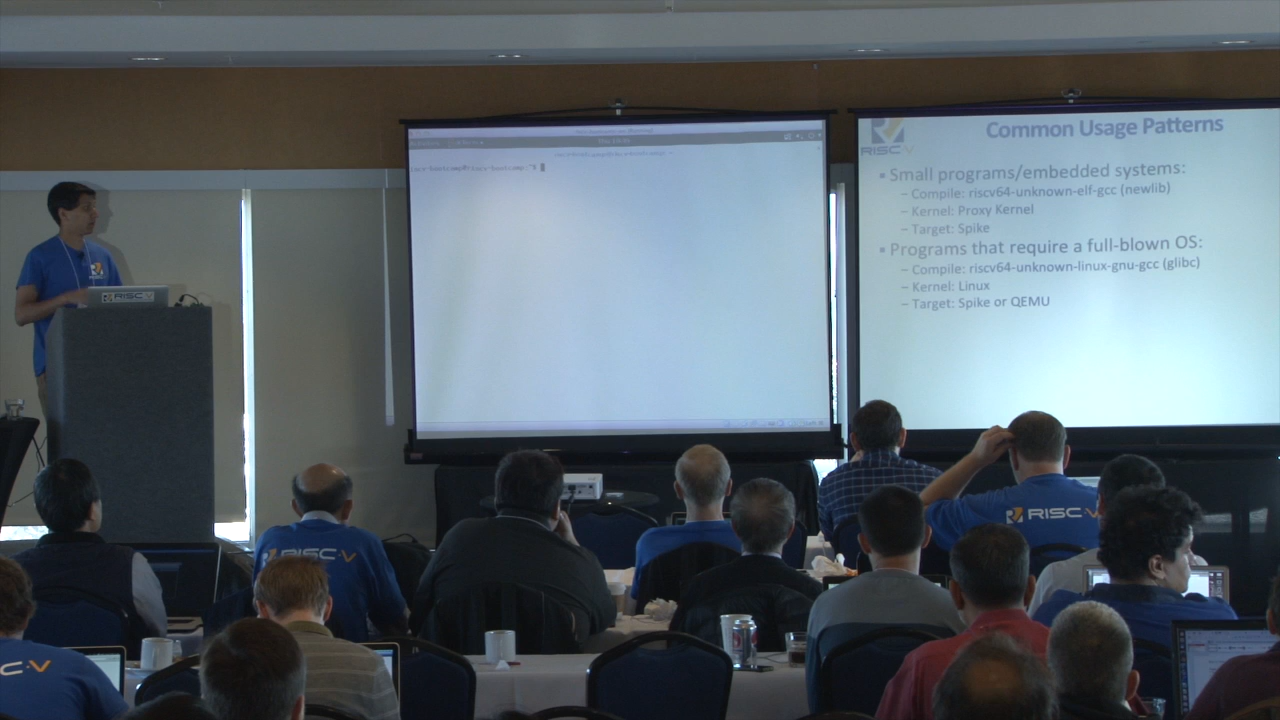 RISC-V
Common Usage Patterns
▪ Small programs/embedded systems:
– Compile: riscv64-unknown-elf-gcc (newlib)
– Kernel: Proxy Kernel
– Target: Spike
▪ Programs that require a full-blown OS:
– Compile: riscv64-unknown-linux-gnu-gcc (glibc)
– Kernel: Linux
– Target: Spike or QEMU
RISC-V
RISC-V
RISC-V
C-V